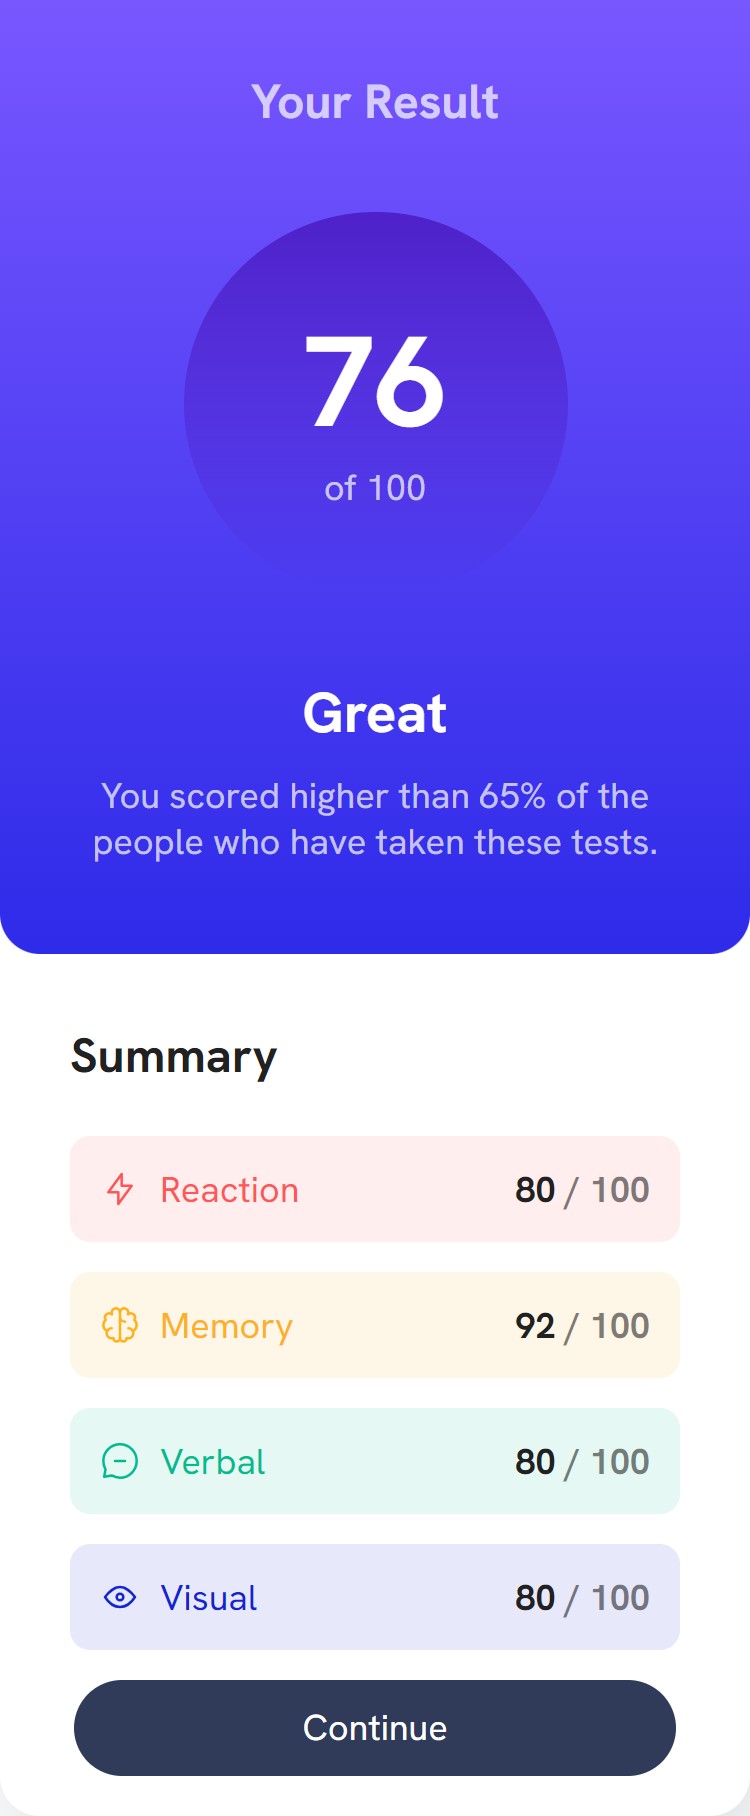 Your Result
76
of 100
Great
You scored higher than 65% of the
people who have taken these tests.
Summary
Reaction 80 / 100
Memory 92 / 100
Verbal 80 / 100
Visual 80 / 100
Continue